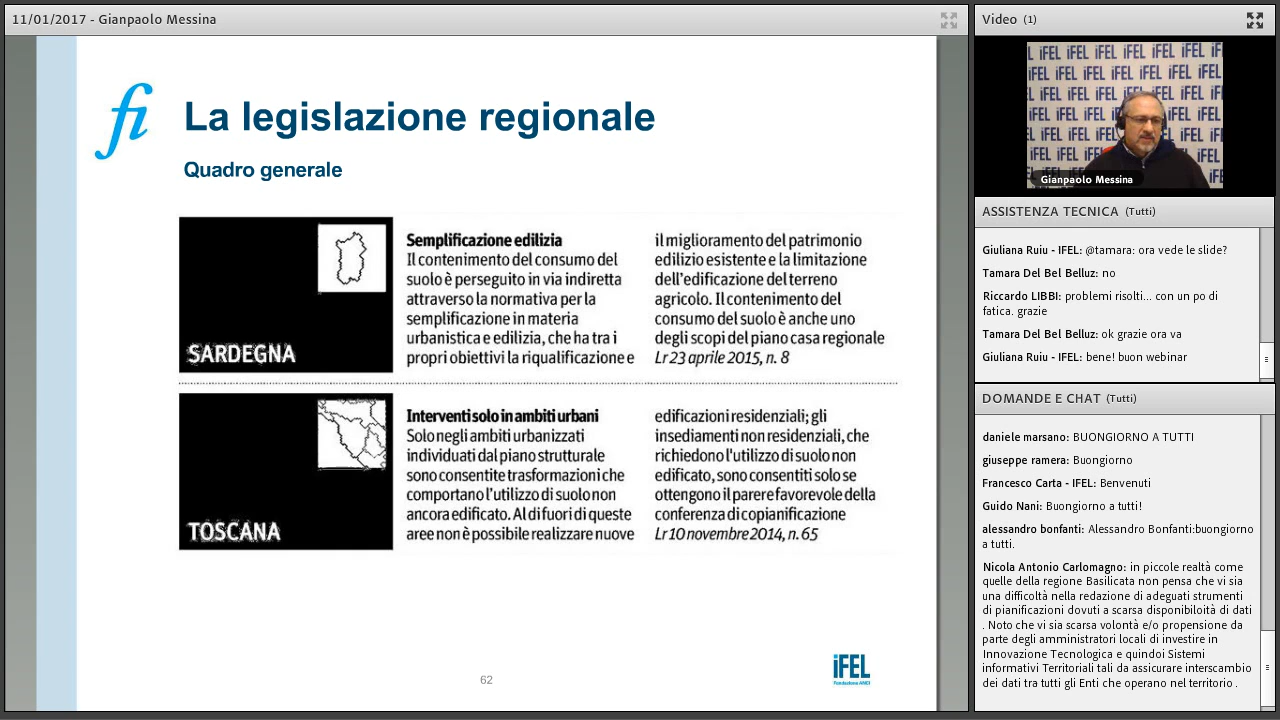 11/01/2017 - Gianpaolo Messina
fi
La legislazione regionale
Quadro generale
SARDEGNA
Semplificazione edilizia
Il contenimento del consumo del
suolo è perseguito in via indiretta
attraverso la normativa per la
semplificazione in materia
urbanistica e edilizia, che ha tra i
propri obiettivi la riqualificazione e
il miglioramento del patrimonio
edilizio esistente e la limitazione
dell'edificazione del terreno
agricolo. Il contenimento del
consumo del suolo è anche uno
degli scopi del piano casa regionale
Lr 23 aprile 2015, n. 8
TOSCANA
Interventi solo in ambiti urbani
Solo negli ambiti urbanizzati
individuati dal piano strutturale
sono consentite trasformazioni che
comportano l'utilizzo di suolo non
ancora edificato. Al di fuori di queste
aree non è possibile realizzare nuove
edificazioni residenziali; gli
insediamenti non residenziali, che
richiedono l'utilizzo di suolo non
edificato, sono consentiti solo se
ottengono il parere favorevole della
conferenza di copianificazione
Lr 10 novembre 2014, n. 65
62
iFEL
Fondazione ANCI
Video (1)
iFEL
Gianpaolo Messina
ASSISTENZA TECNICA (Tutti)
Giuliana Ruiu - IFEL: @tamara: ora vede le slide?
Tamara Del Bel Belluz: no
Riccardo LIBBI: problemi risolti... con un po di
fatica. grazie
Tamara Del Bel Belluz: ok grazie ora va
Giuliana Ruiu - IFEL: bene! buon webinar
DOMANDE E CHAT (Tutti)
daniele marsano: BUONGIORNO A TUTTI
giuseppe ramera: Buongiorno
Francesco Carta - IFEL: Benvenuti
Guido Nani: Buongiorno a tutti!
alessandro bonfanti: Alessandro Bonfanti:buongiorno
a tutti.
Nicola Antonio Carlomagno: in piccole realtà come
quelle della regione Basilicata non pensa che vi sia
una difficoltà nella redazione di adeguati strumenti
di pianificazioni dovuti a scarsa disponibiloità di dati
. Noto che vi sia scarsa volontà e/o propensione da
parte degli amministratori locali di investire in
Innovazione Tecnologica e quindoi Sistemi
informativi Territoriali tali da assicurare interscambio
dei dati tra tutti gli Enti che operano nel territorio .